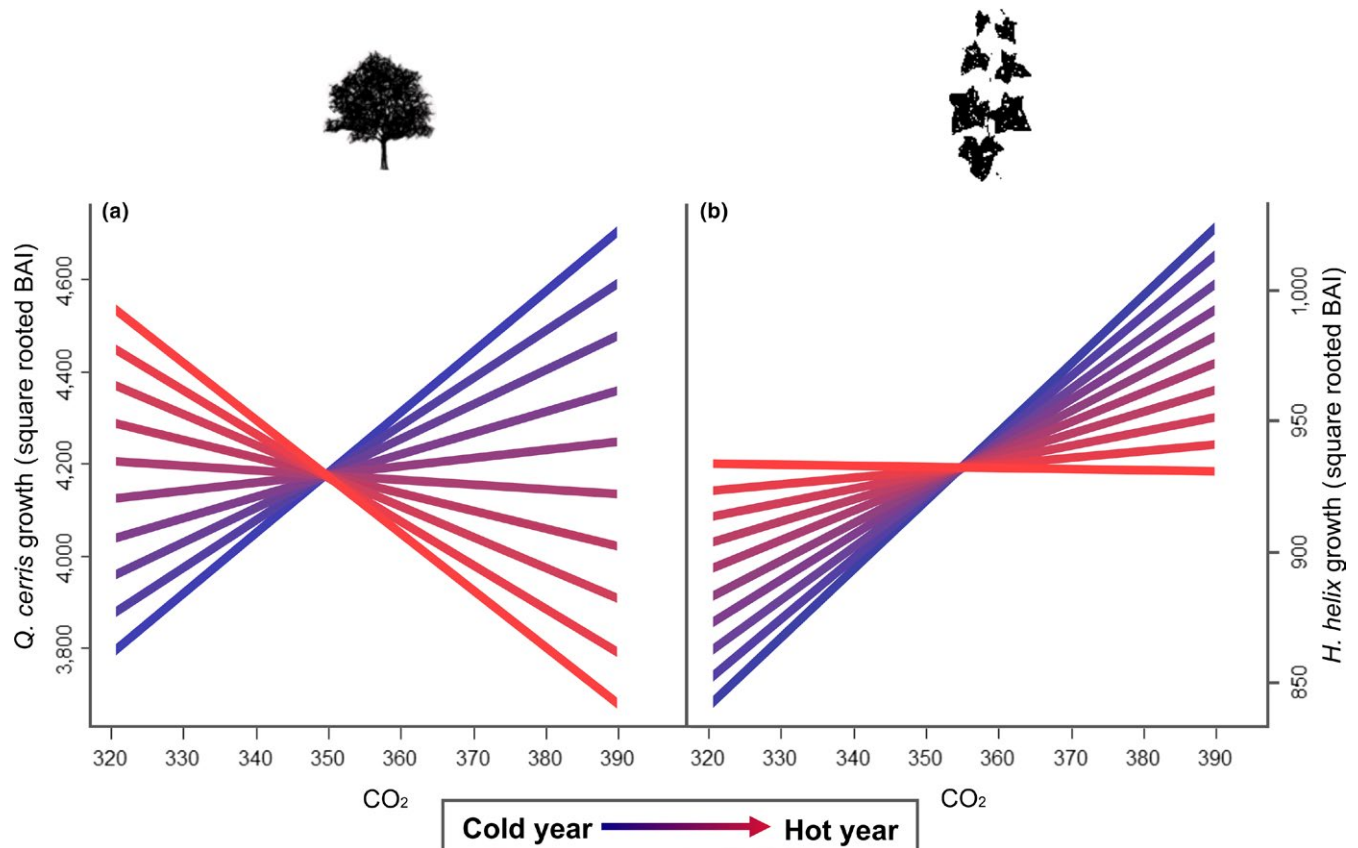 (a)
(b)
Q. cerris growth (square rooted BAI)
4,600
4,400
4,200
4,000
3,800
1,000
950
900
850
H. helix growth (square rooted BAI)
320 330 340 350 360 370 380 390
320 330 340 350 360 370 380 390
CO₂
CO₂
Cold year Hot year